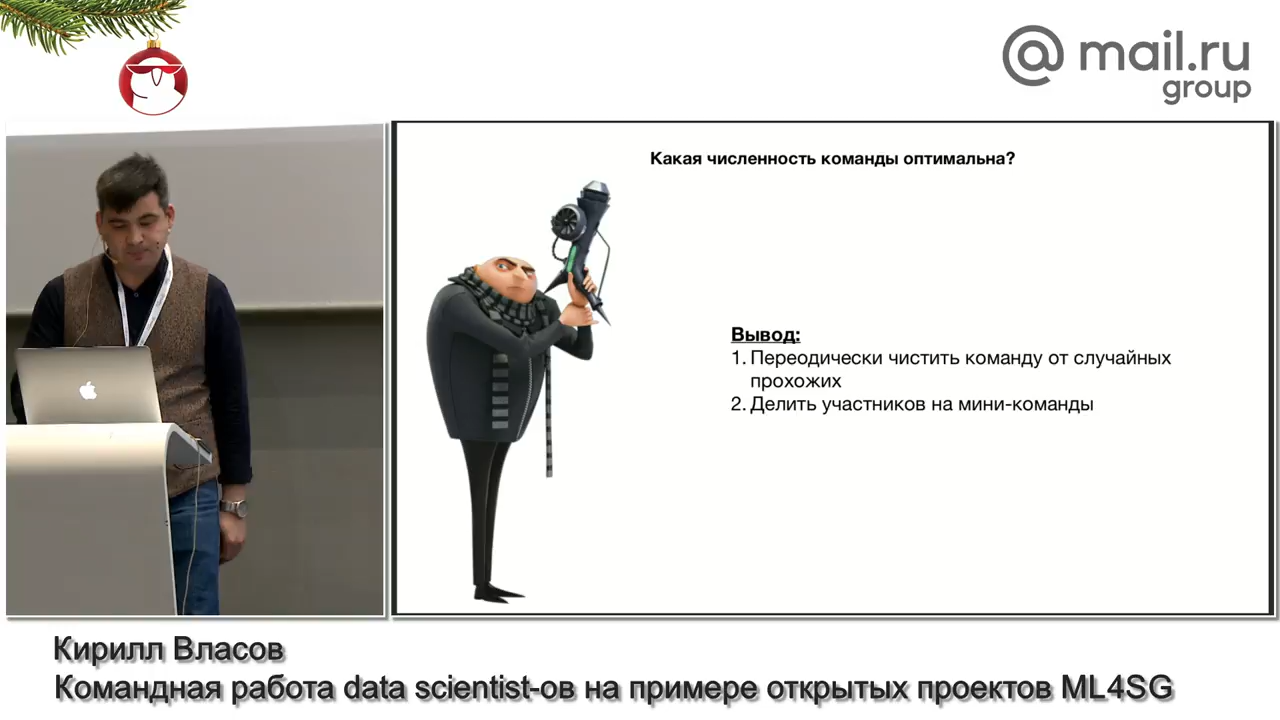 @ mail.ru
group
Какая численность команды оптимальна?
Вывод:
1. Переодически чистить команду от случайных
прохожих
2. Делить участников на мини-команды
Кирилл Власов
Командная работа data scientist-ов на примере открытых проектов ML4SG